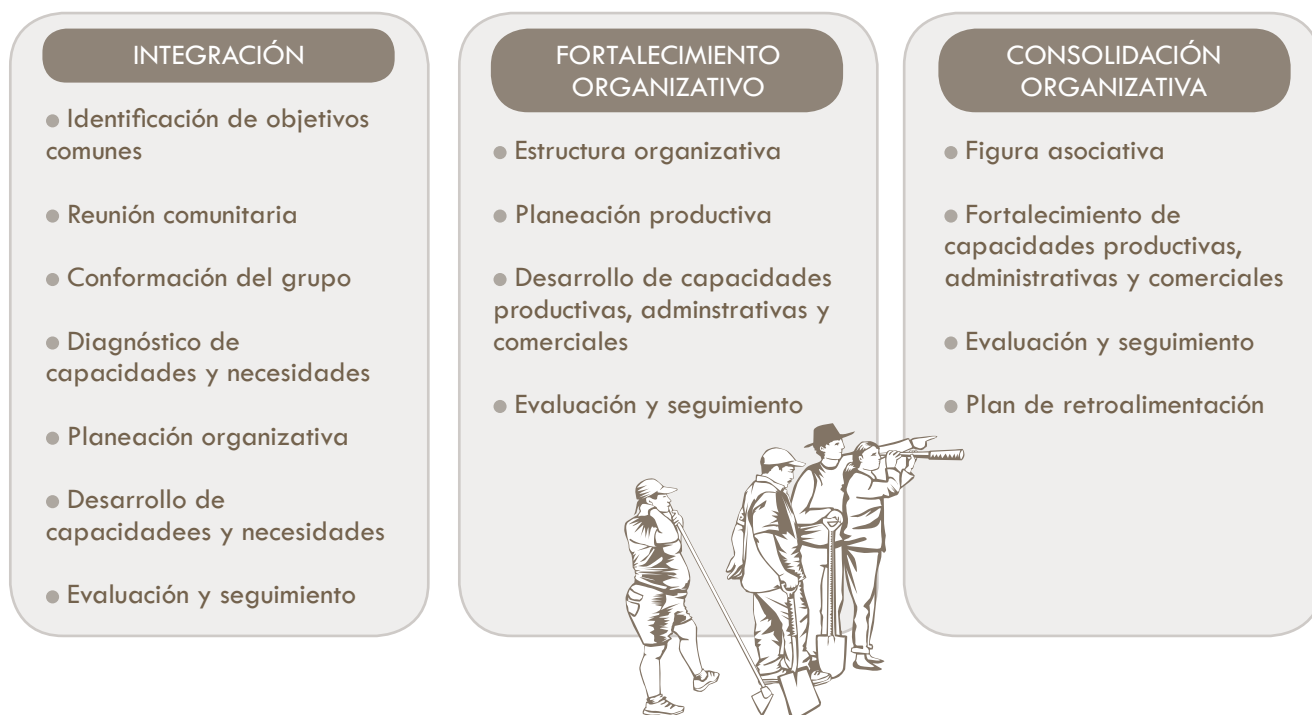 INTEGRACIÓN
● Identificación de objetivos
comunes
● Reunión comunitaria
● Conformación del grupo
● Diagnóstico de
capacidades y necesidades
● Planeación organizativa
● Desarrollo de
capacidadees y necesidades
● Evaluación y seguimiento
FORTALECIMIENTO
ORGANIZATIVO
● Estructura organizativa
● Planeación productiva
● Desarrollo de capacidades
productivas, adminstrativas y
comerciales
● Evaluación y seguimiento
CONSOLIDACIÓN
ORGANIZATIVA
● Figura asociativa
● Fortalecimiento de
capacidades productivas,
administrativas y comerciales
● Evaluación y seguimiento
● Plan de retroalimentación